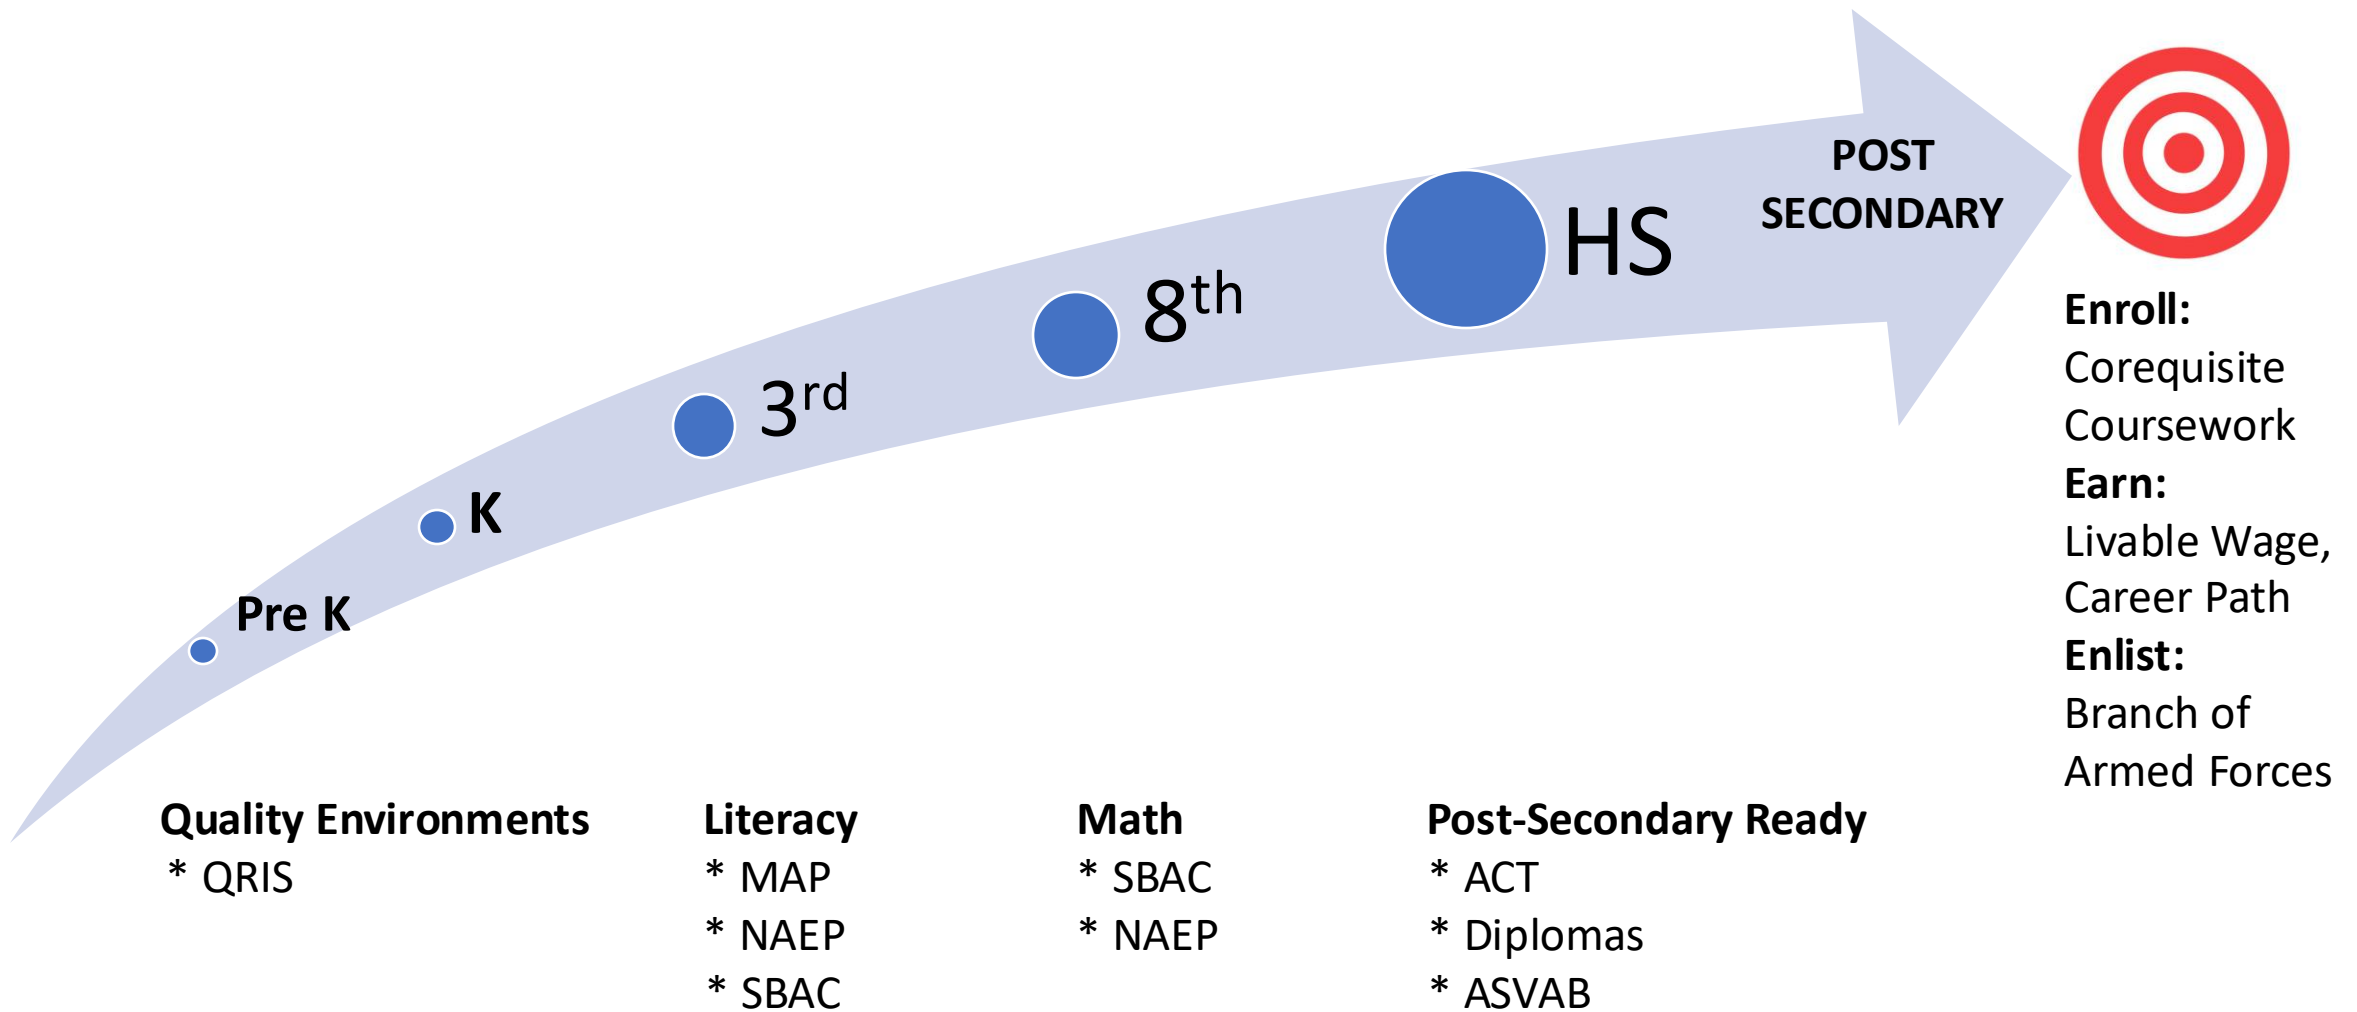 POST
SECONDARY
HS
8th
3rd
K
Pre K
Enroll:
Corequisite
Coursework
Earn:
Livable Wage,
Career Path
Enlist:
Branch of
Armed Forces
Quality Environments
* QRIS
Literacy
* MAP
* NAEP
* SBAC
Math
* SBAC
* NAEP
Post-Secondary Ready
* ACT
* Diplomas
* ASVAB